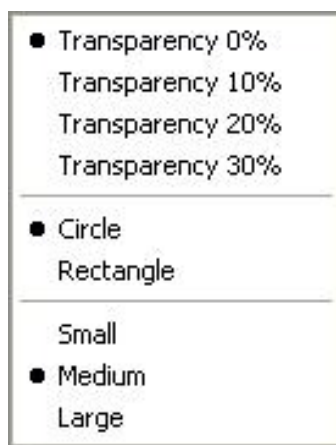 Transparency 0%
Transparency 10%
Transparency 20%
Transparency 30%
Circle
Rectangle
Small
Medium
Large